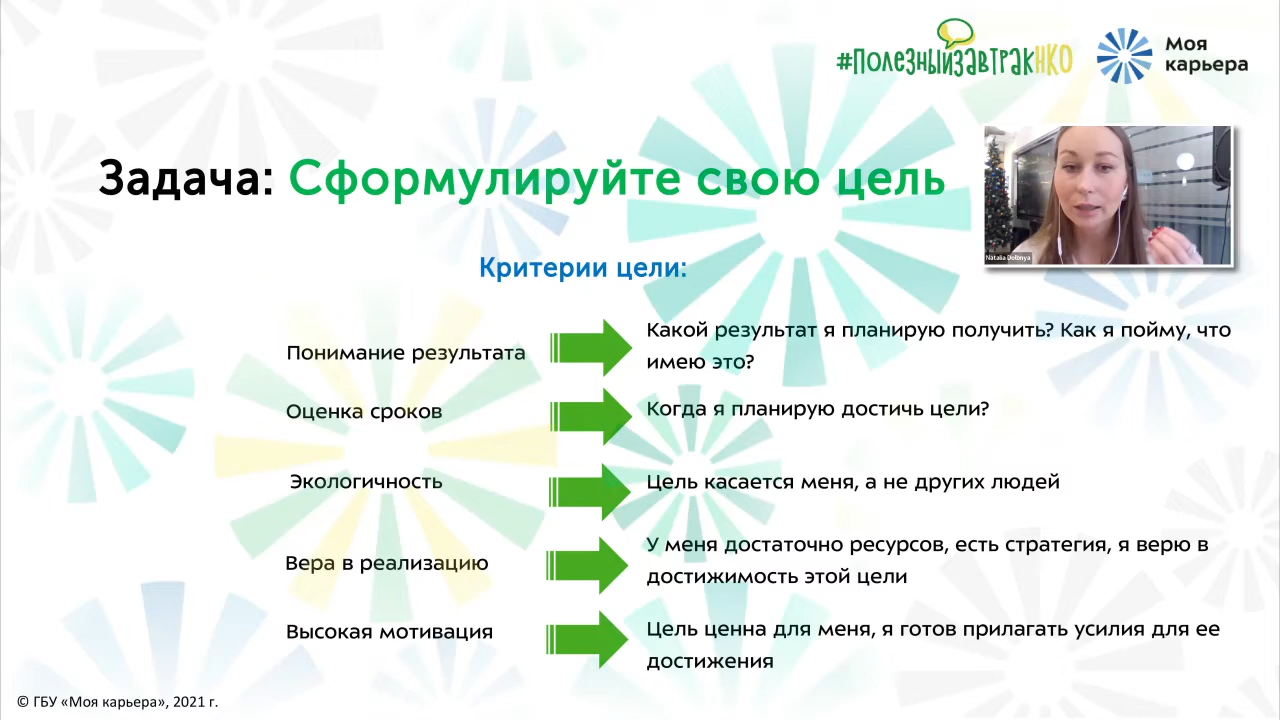 #ПОЛЕЗНЫЙЗАВТРАКНКО
Моя
карьера
Задача: Сформулируйте свою цель
Natalia Dolbnya
Критерии цели:
Понимание результата
Какой результат я планирую получить? Как я пойму, что
имею это?
Оценка сроков
Когда я планирую достичь цели?
Экологичность
Цель касается меня, а не других людей
Вера в реализацию
У меня достаточно ресурсов, есть стратегия, я верю в
достижимость этой цели
Высокая мотивация
Цель ценна для меня, я готов прилагать усилия для ее
достижения
© ГБУ «Моя карьера», 2021 г.